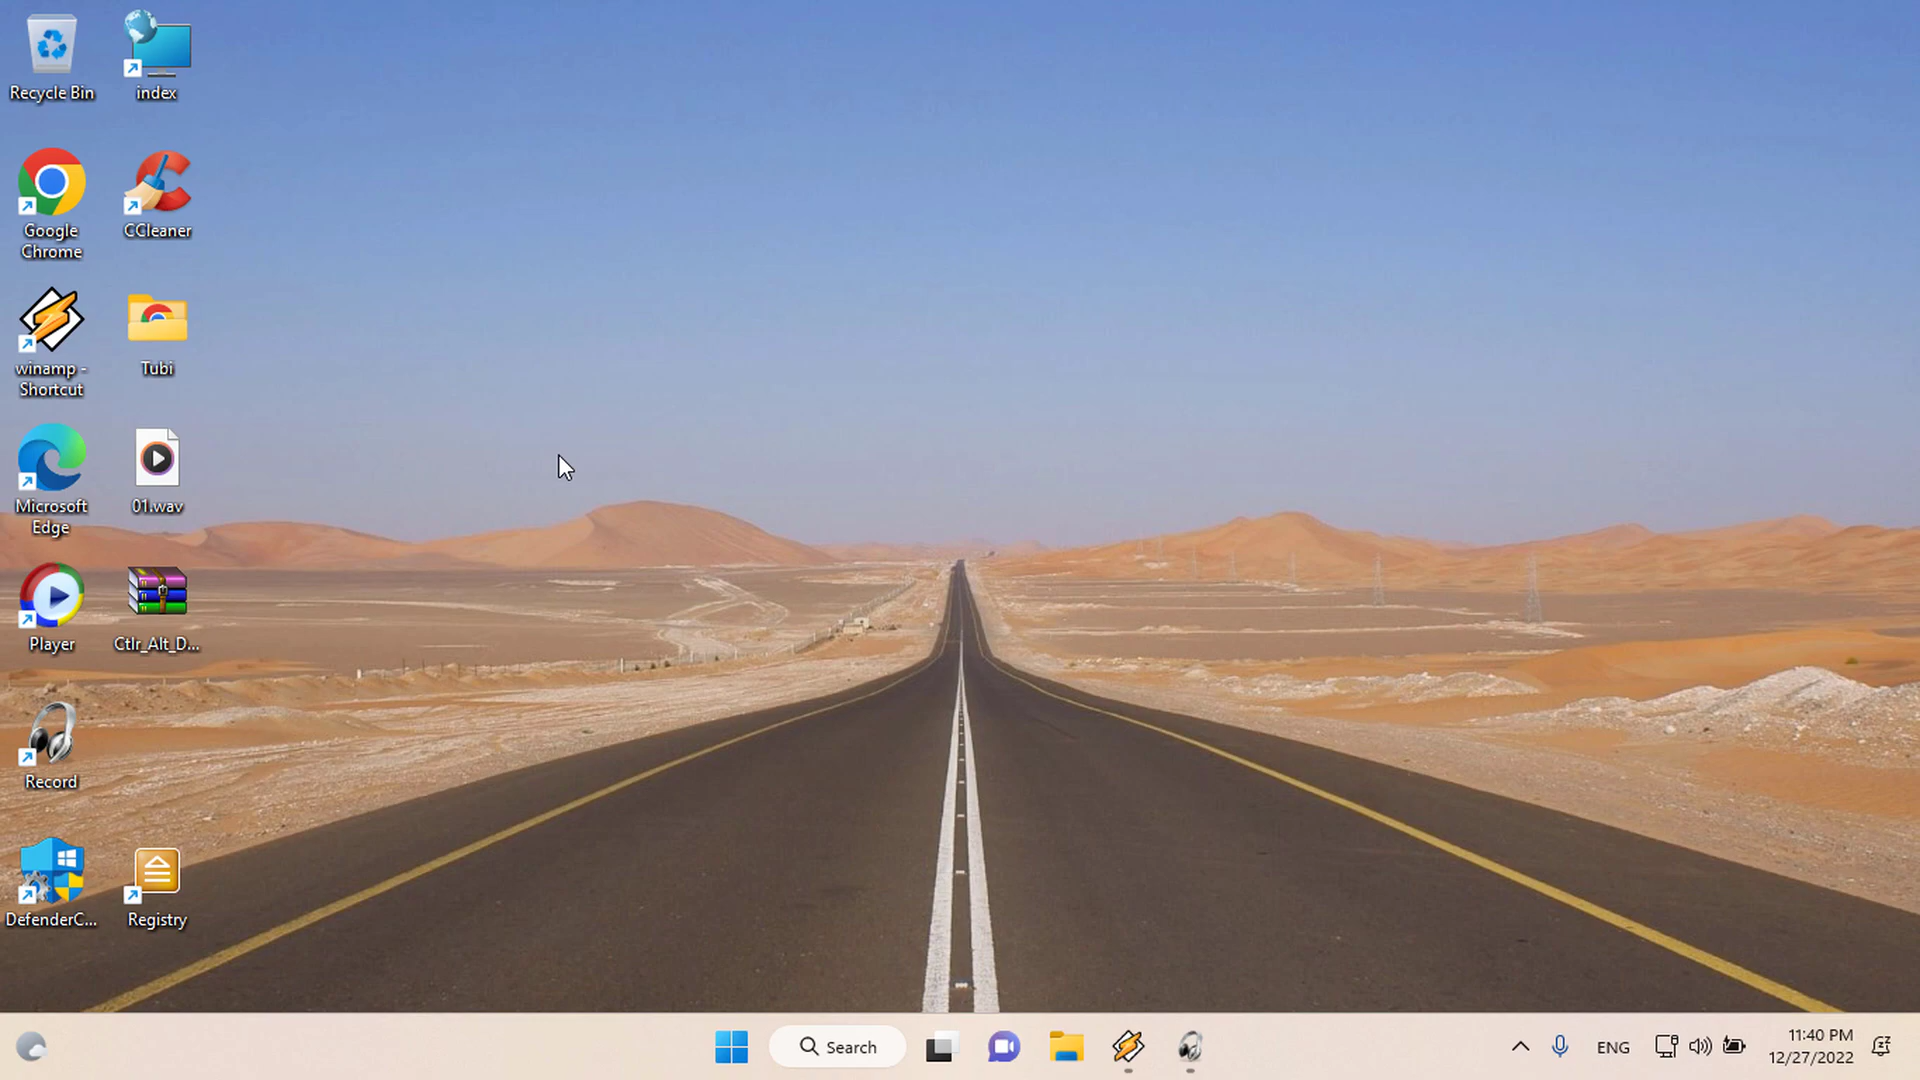 Recycle Bin
index
Google
Chrome
CCleaner
winamp -
Shortcut
Tubi
Microsoft
Edge
01.wav
Player
Ctlr_Alt_D...
Record
DefenderC...
Registry
Search
ENG
11:40 PM
12/27/2022